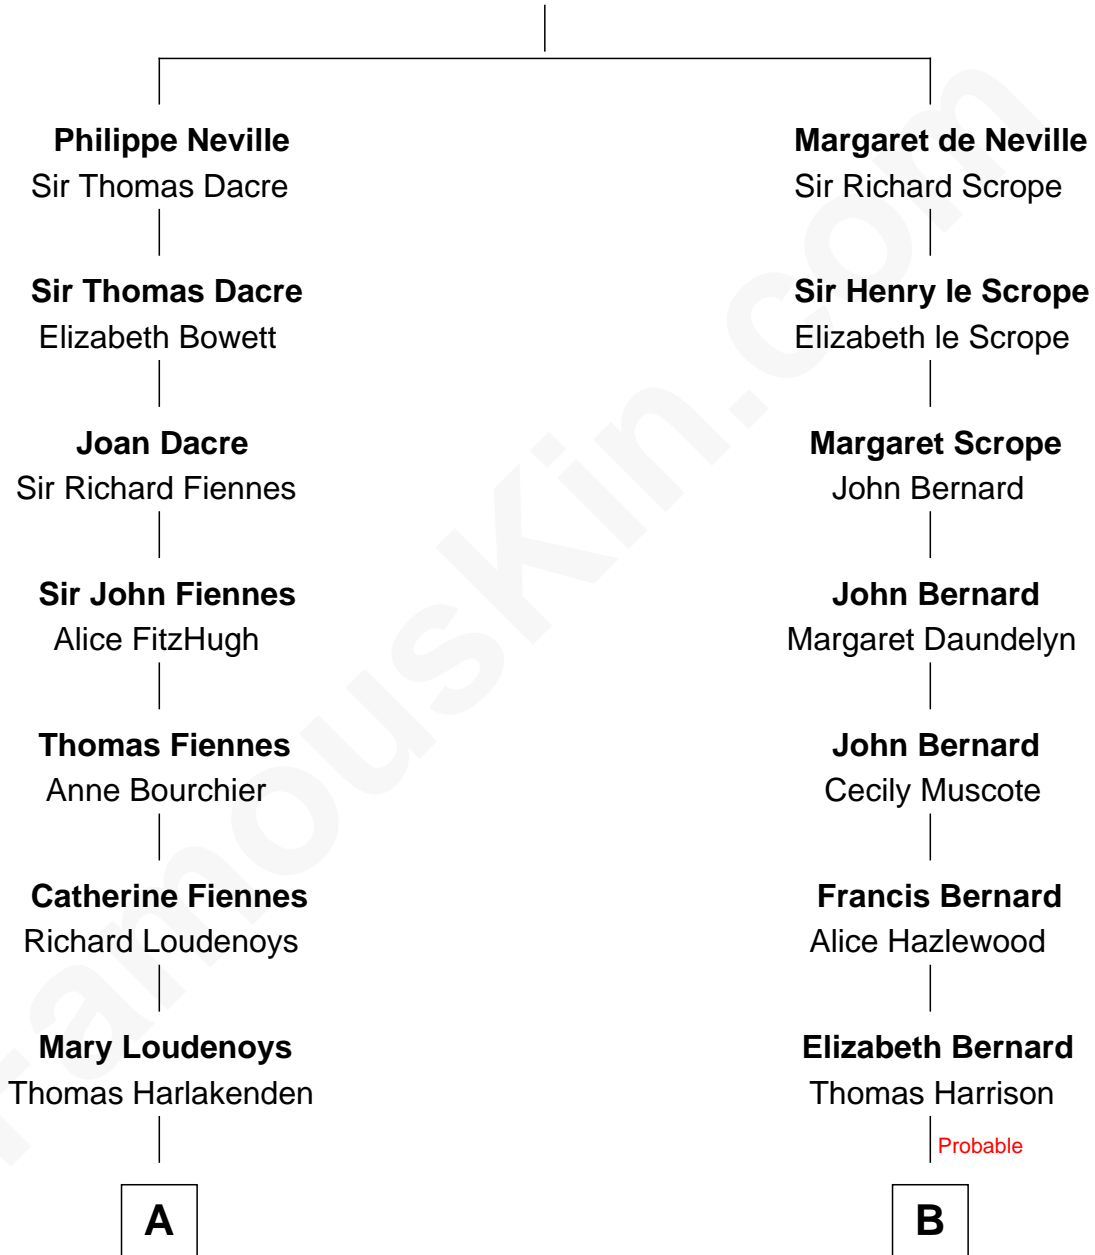 Philippe Neville
Sir Thomas Dacre
Sir Thomas Dacre
Elizabeth Bowett
Joan Dacre
Sir Richard Fiennes
Sir John Fiennes
Alice FitzHugh
Thomas Fiennes
Anne Bourchier
Catherine Fiennes
Richard Loudenoys
Mary Loudenoys
Thomas Harlakenden
A
Margaret de Neville
Sir Richard Scrope
Sir Henry le Scrope
Elizabeth le Scrope
Margaret Scrope
John Bernard
John Bernard
Margaret Daundelyn
John Bernard
Cecily Muscote
Francis Bernard
Alice Hazlewood
Elizabeth Bernard
Thomas Harrison
Probable
B
FamousKin.com